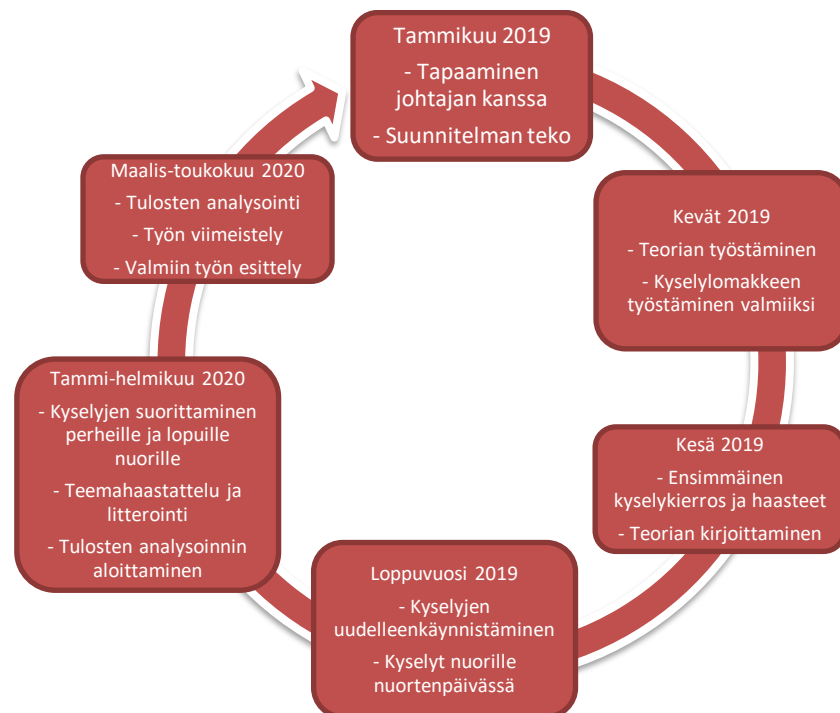 Tammikuu 2019
- Tapaaminen
johtajan kanssa
- Suunnitelman teko
Kevät 2019
- Teorian työstäminen
- Kyselylomakkeen
työstäminen valmiiksi
Kesä 2019
- Ensimmäinen
kyselykierros ja haasteet
- Teorian kirjoittaminen
Loppuvuosi 2019
- Kyselyjen
uudelleenkäynnistäminen
- Kyselyt nuorille
nuortenpäivässä
Tammi-helmikuu 2020
- Kyselyjen suorittaminen
perheille ja lopuille
nuorille
- Teemahaastattelu ja
litterointi
- Tulosten analysoinnin
aloittaminen
Maalis-toukokuu 2020
- Tulosten analysointi
- Työn viimeistely
- Valmiin työn esittely